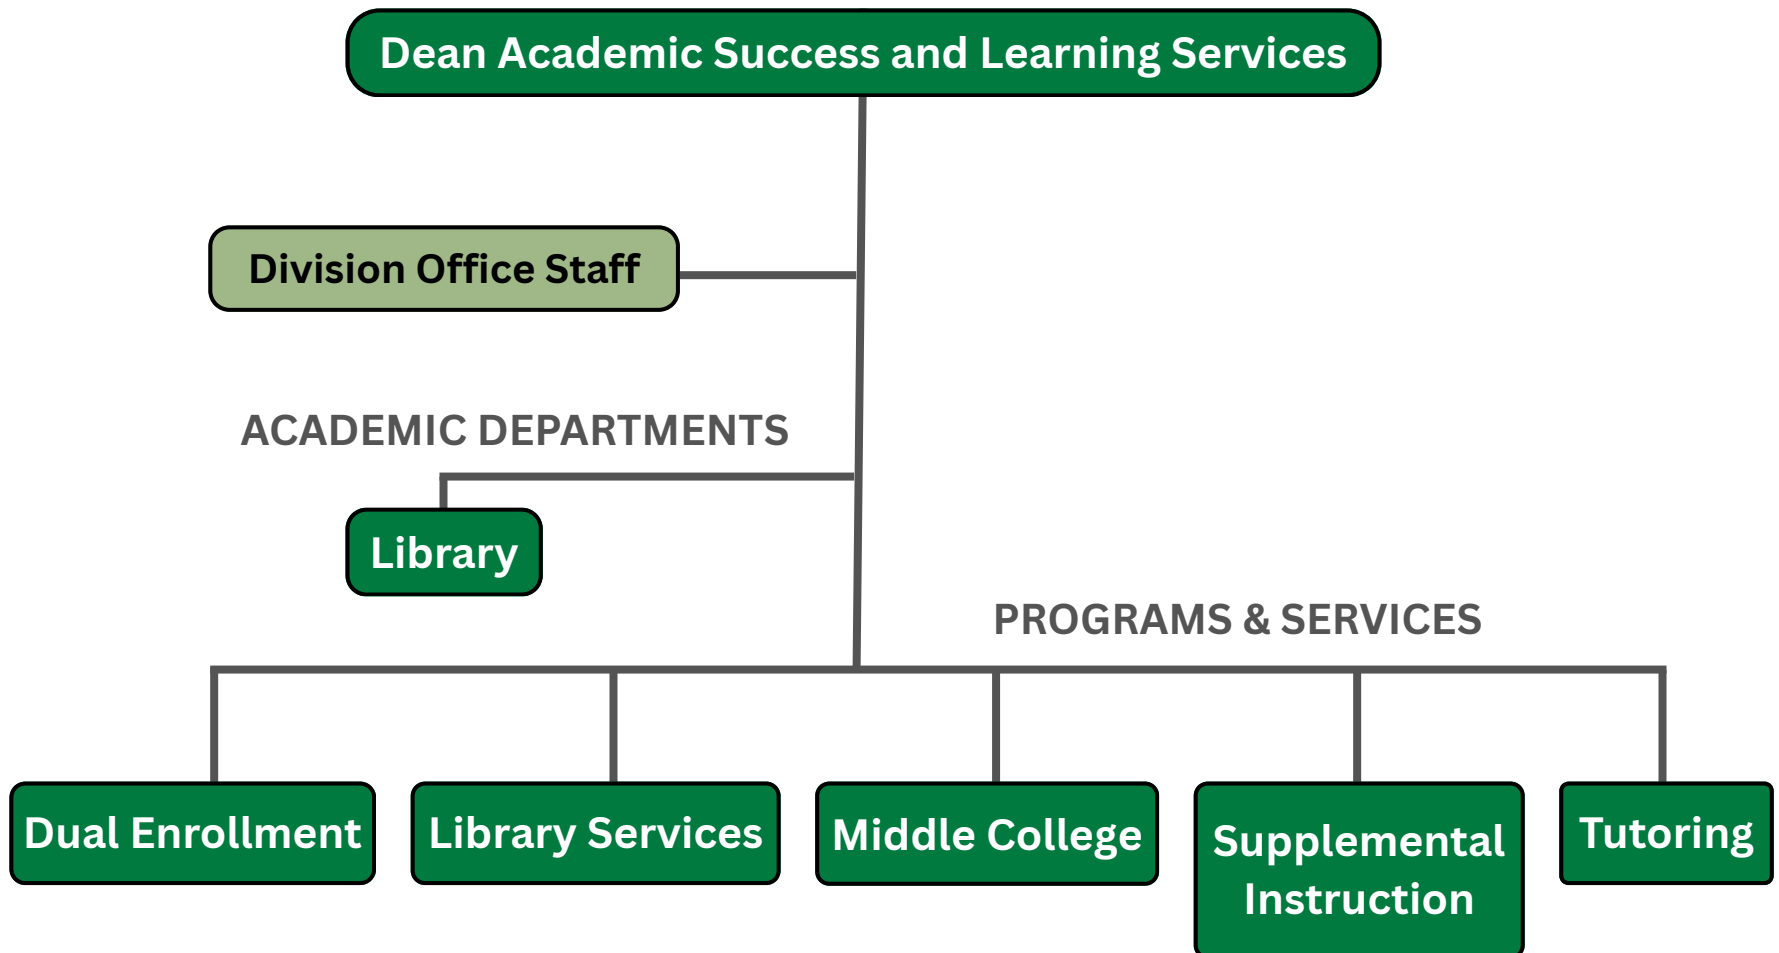 Dean Academic Success and Learning Services
Division Office Staff
ACADEMIC DEPARTMENTS
Library
PROGRAMS & SERVICES
Dual Enrollment
Library Services
Middle College
Supplemental
Instruction
Tutoring